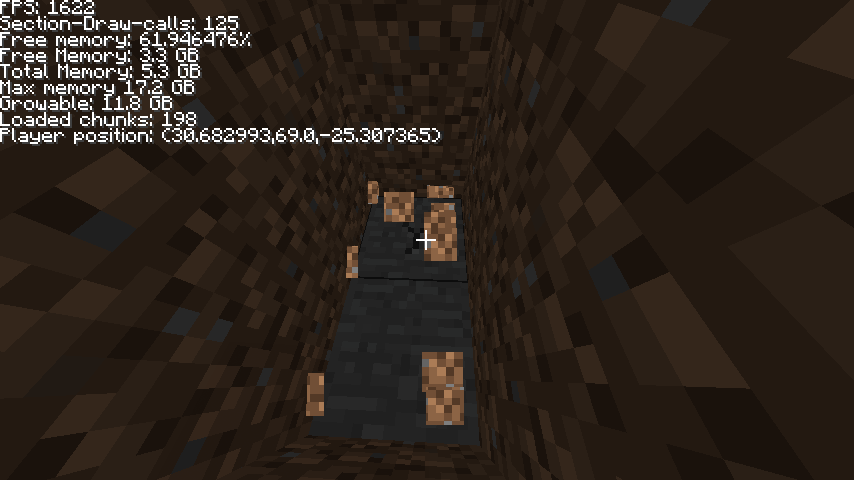 FPS: 1622
Section-Draw-calls: 125
Free memory: 61.946476%
Free Memory: 3.3 GB
Total Memory: 5.3 GB
Max memory 17.2 GB
Growable: 11.8 GB
Loaded chunks: 198
Player position: (30.682993,69.0,-25.307365)